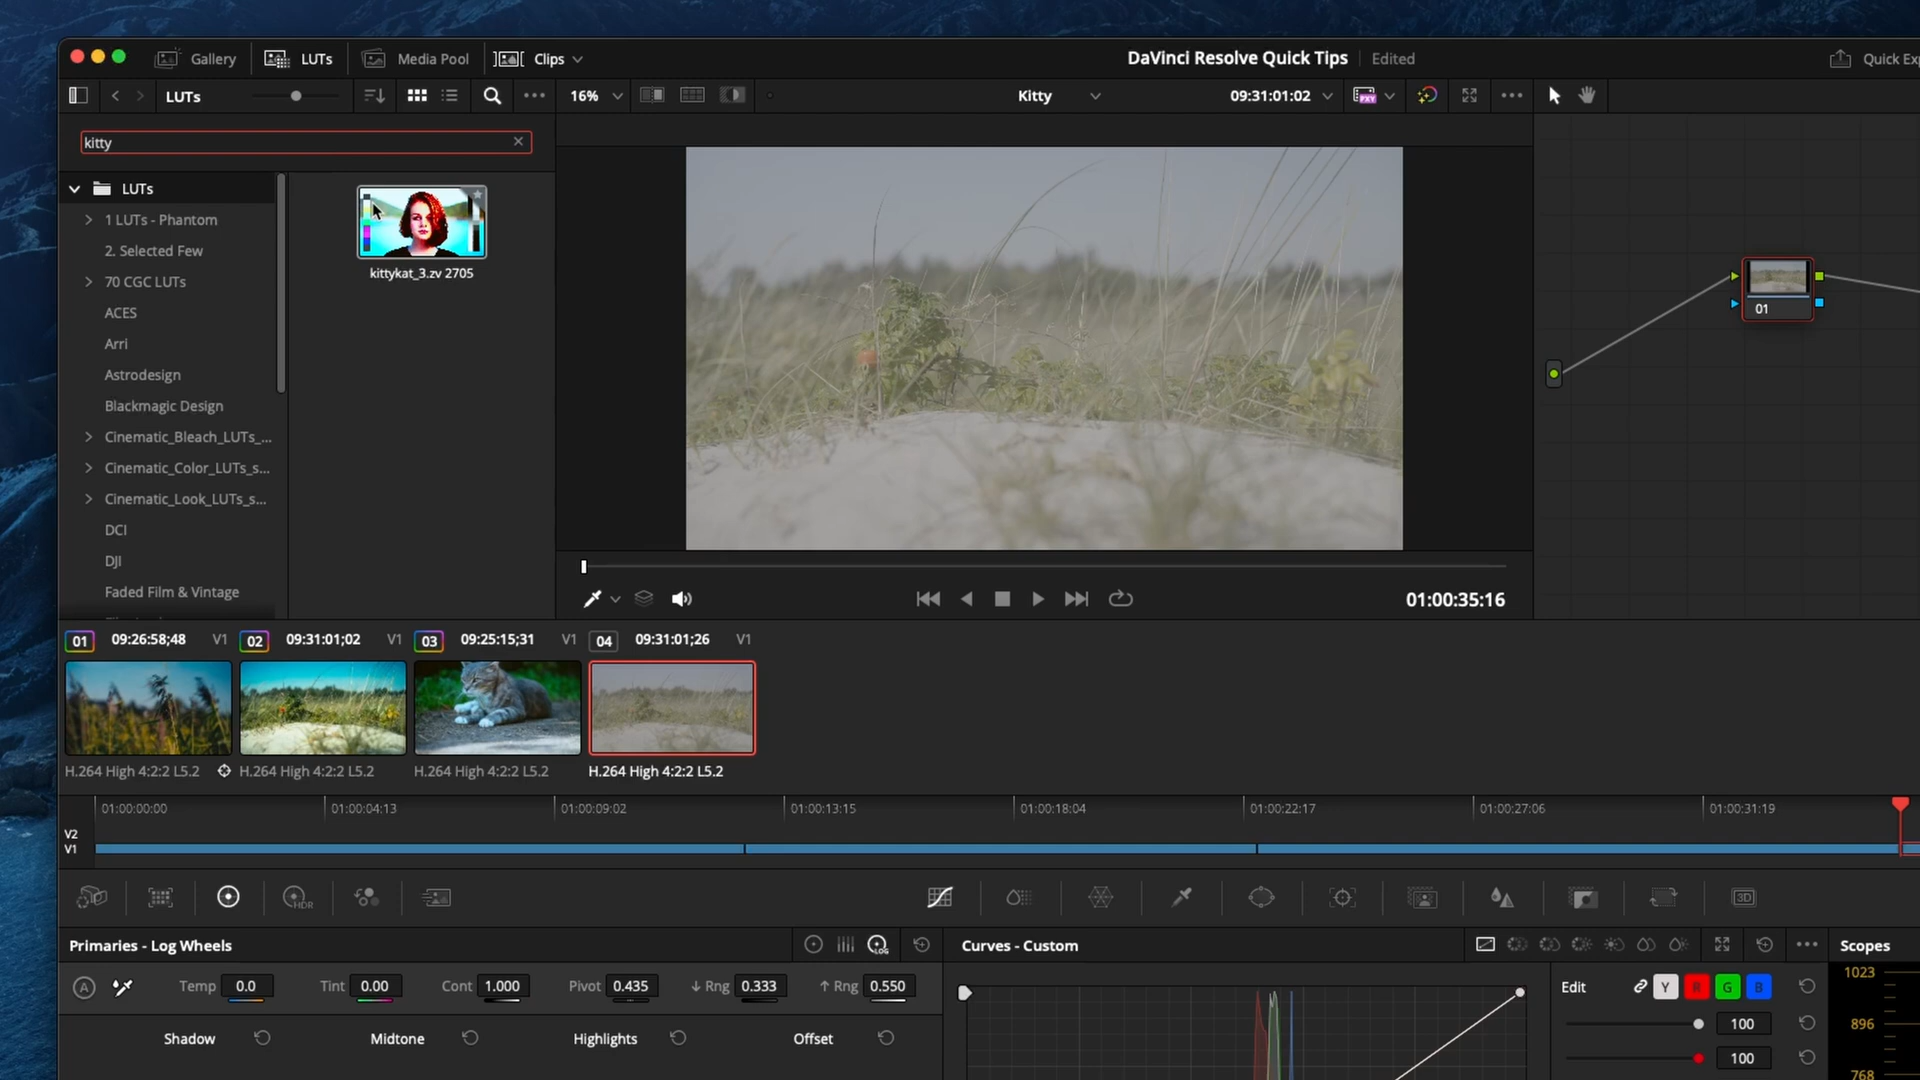 Gallery LUTs Media Pool Clips DaVinci Resolve Quick Tips Edited
LUTs 16% Kitty 09:31:01:02 PXY
kitty
LUTs
1 LUTs - Phantom
2. Selected Few
70 CGC LUTs
ACES
Arri
Astrodesign
Blackmagic Design
Cinematic_Bleach_LUTs_...
Cinematic_Color_LUTs_s...
Cinematic_Look_LUTs_s...
DCI
DJI
Faded Film & Vintage
kittykat_3.zv 2705
01
01:00:35:16
01 09:26:58;48 V1 02 09:31:01;02 V1 03 09:25:15;31 V1 04 09:31:01;26 V1
H.264 High 4:2:2 L5.2 H.264 High 4:2:2 L5.2 H.264 High 4:2:2 L5.2 H.264 High 4:2:2 L5.2
01:00:00:00 01:00:04:13 01:00:09:02 01:00:13:15 01:00:18:04 01:00:22:17 01:00:27:06 01:00:31:19
V2
V1
HDR 3D
Primaries - Log Wheels LOG Curves - Custom Scopes
A Temp 0.0 Tint 0.00 Cont 1.000 Pivot 0.435 ↓ Rng 0.333 ↑ Rng 0.550
Shadow Midtone Highlights Offset
Edit Y R G B
100
100
1023
896
768